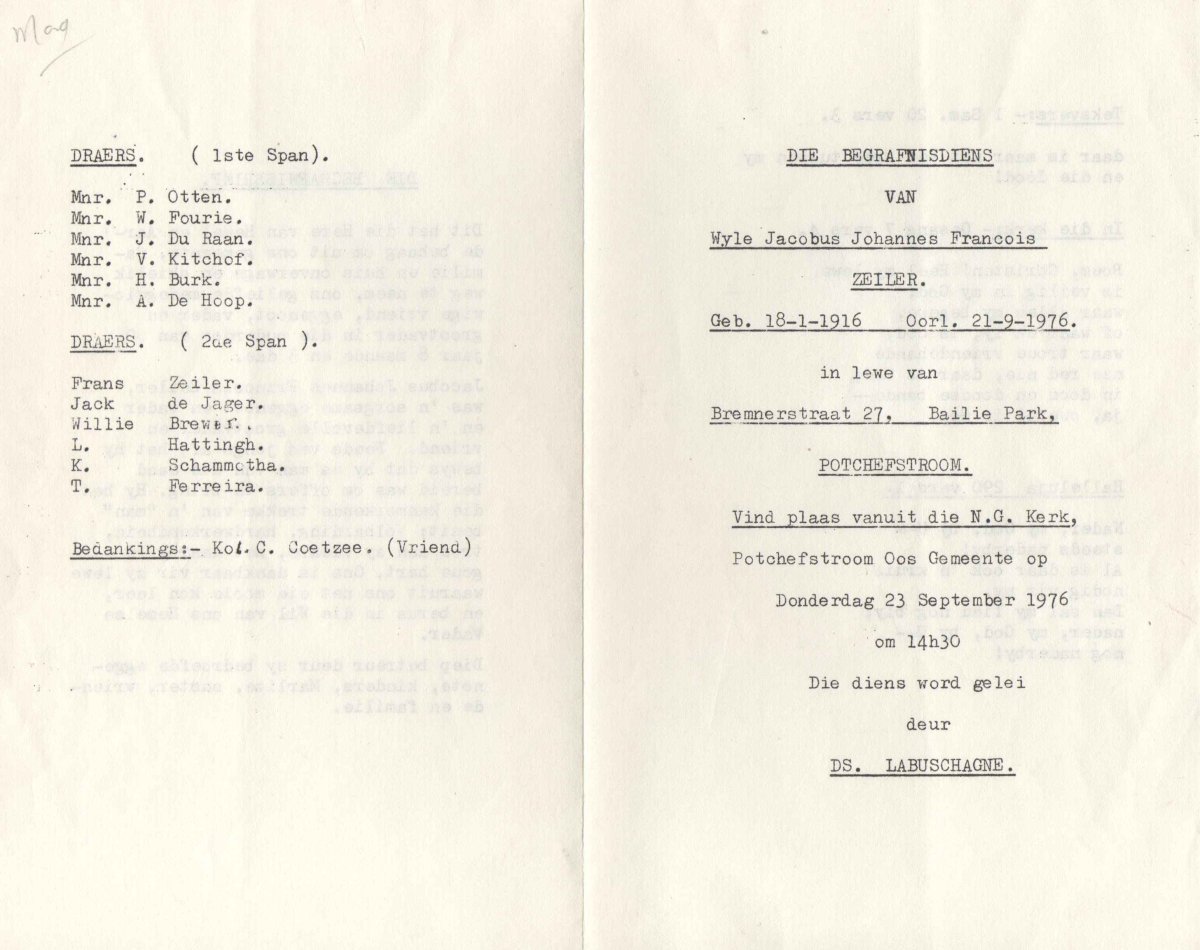 Mag
DRAERS. ( 1ste Span).
Mnr. P. Otten.
Mnr. W. Fourie.
Mnr. J. Du Raan.
Mnr. V. Kitchof.
Mnr. H. Burk.
Mnr. A. De Hoop.
DRAERS. ( 2de Span ).
Frans Zeiler.
Jack de Jager.
Willie Brewer.
L. Hattingh.
K. Schammotha.
T. Ferreira.
Bedankings:- Kol. C. Coetzee. (Vriend)
DIE BEGRAFNISDIENS
VAN
Wyle Jacobus Johannes Francois
ZEILER.
Geb. 18-1-1916 Oorl. 21-9-1976.
in lewe van
Bremnerstraat 27, Bailie Park,
POTCHEFSTROOM.
Vind plaas vanuit die N.G. Kerk,
Potchefstroom Oos Gemeente op
Donderdag 23 September 1976
om 14h30
Die diens word gelei
deur
DS. LABUSCHAGNE.